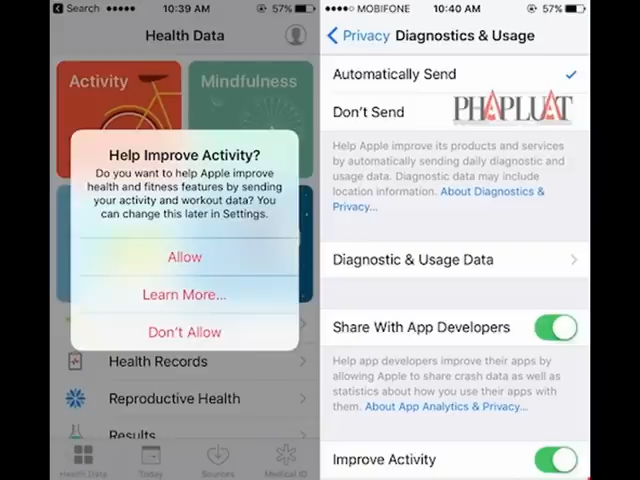 Search
10:39 AM
57%
Health Data
Activity
Mindfulness
Help Improve Activity?
Do you want to help Apple improve
health and fitness features by sending
your activity and workout data? You
can change this later in Settings.
Allow
Learn More...
Don't Allow
Health Records
Reproductive Health
Results
Health Data
Today
Sources
Medical ID
MOBIFONE
10:40 AM
57%
Privacy
Diagnostics & Usage
Automatically Send
Don't Send
PHAPLUAT
Help Apple improve its products and services
by automatically sending daily diagnostic and
usage data. Diagnostic data may include
location information. About Diagnostics &
Privacy...
Diagnostic & Usage Data
Share With App Developers
Help app developers improve their apps by
allowing Apple to share crash data as well as
statistics about how you use their apps with
them. About App Analytics & Privacy...
Improve Activity